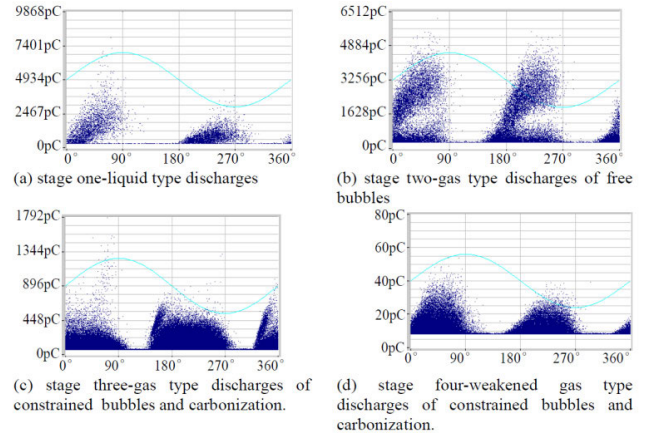 9868pC
7401pC
4934pC
2467pC
0pC
0° 90° 180° 270° 360°
(a) stage one-liquid type discharges
6512pC
4884pC
3256pC
1628pC
0pC
0° 90° 180° 270° 360°
(b) stage two-gas type discharges of free
bubbles
1792pC
1344pC
896pC
448pC
0pC
0° 90° 180° 270° 360°
(c) stage three-gas type discharges of
constrained bubbles and carbonization.
80pC
60pC
40pC
20pC
0pC
0° 90° 180° 270° 360°
(d) stage four-weakened gas type
discharges of constrained bubbles and
carbonization.